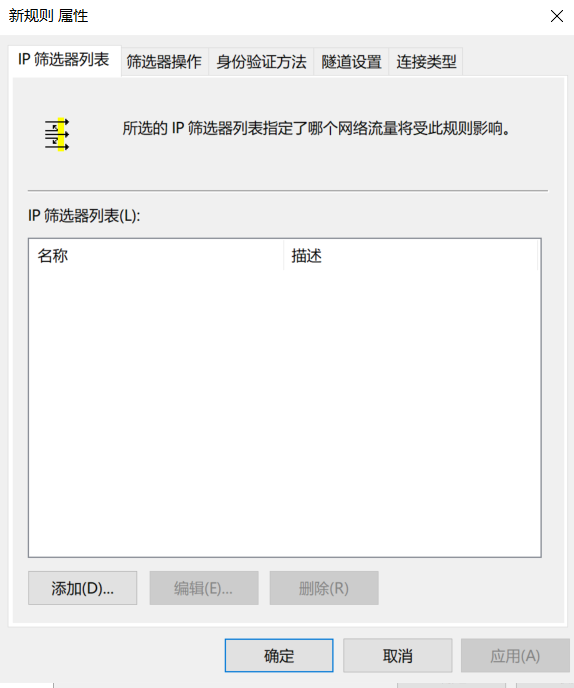 新规则 属性
IP 筛选器列表 筛选器操作 身份验证方法 隧道设置 连接类型
所选的 IP 筛选器列表指定了哪个网络流量将受此规则影响。
IP 筛选器列表(L):
名称 描述
添加(D)... 编辑(E)... 删除(R)
确定 取消 应用(A)